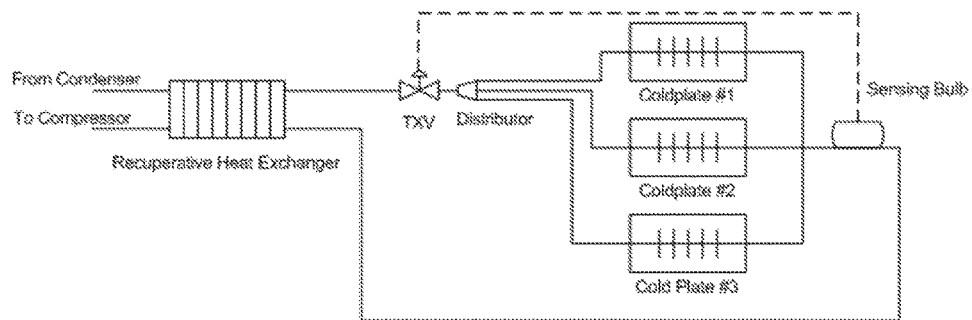 From Condenser
To Compressor
Recuperative Heat Exchanger
TXV
Distributor
Coldplate #1
Coldplate #2
Cold Plate #3
Sensing Bulb